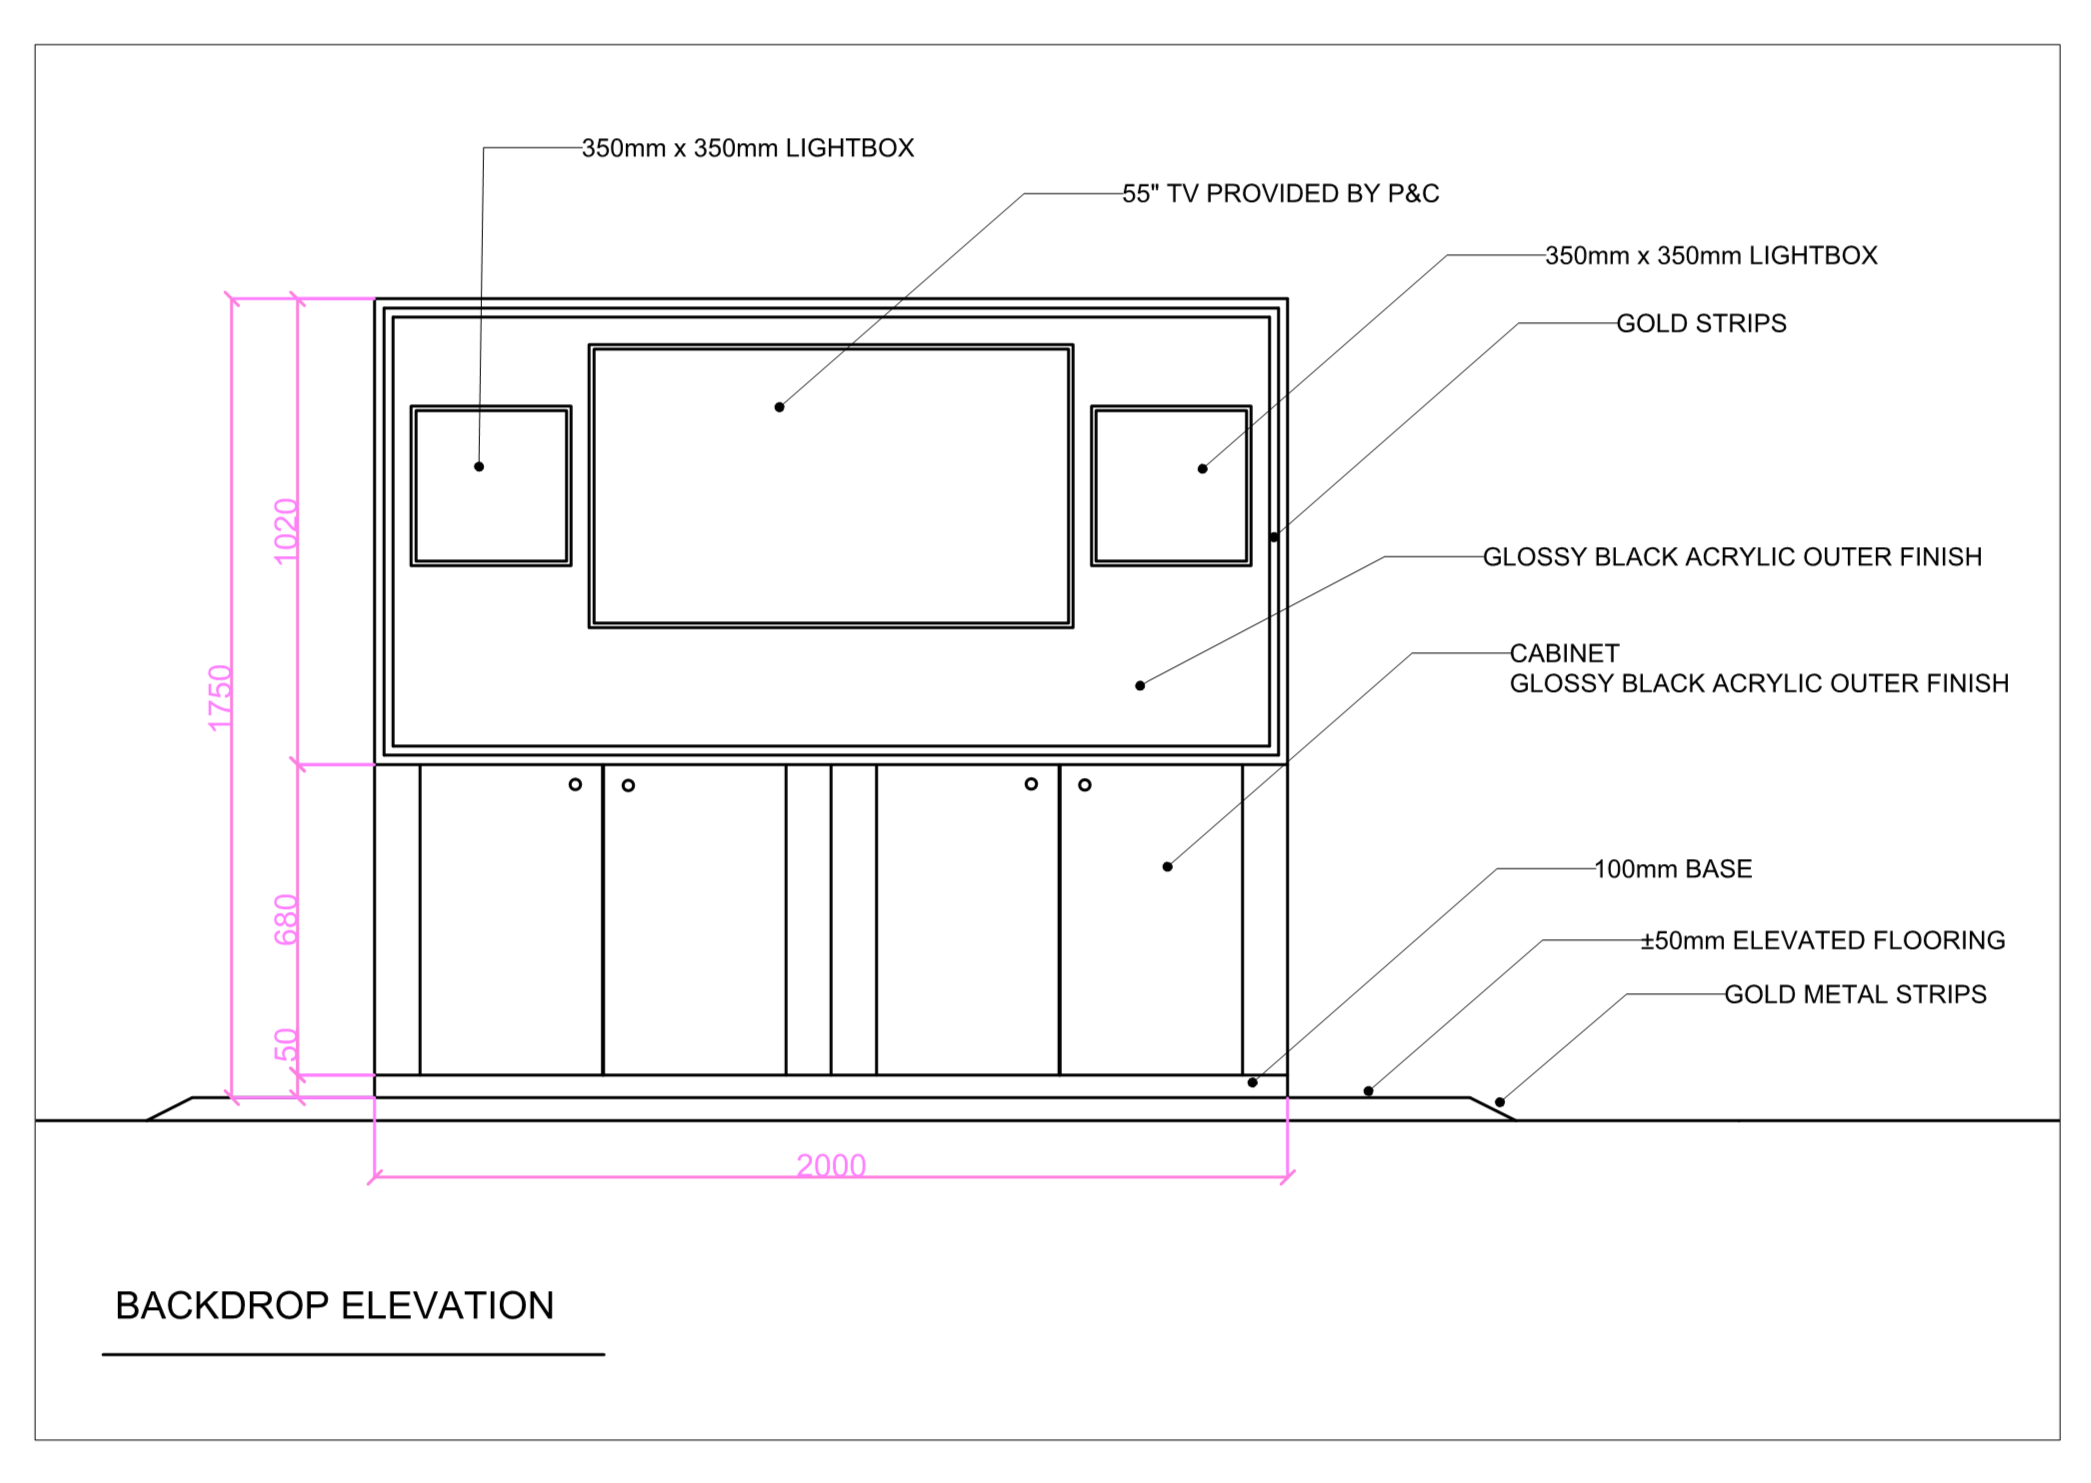 350mm x 350mm LIGHTBOX
55" TV PROVIDED BY P&C
350mm x 350mm LIGHTBOX
GOLD STRIPS
1020
GLOSSY BLACK ACRYLIC OUTER FINISH
CABINET
GLOSSY BLACK ACRYLIC OUTER FINISH
1750
100mm BASE
680
±50mm ELEVATED FLOORING
GOLD METAL STRIPS
50
2000
BACKDROP ELEVATION